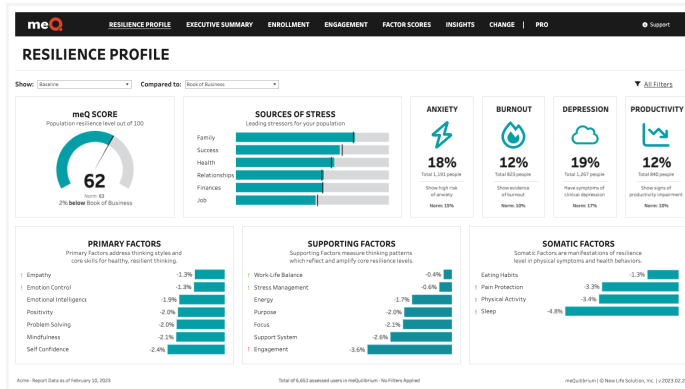 meQ RESILIENCE PROFILE EXECUTIVE SUMMARY ENROLLMENT ENGAGEMENT FACTOR SCORES INSIGHTS CHANGE | PRO Support
RESILIENCE PROFILE
Show: Baseline Compared to: Book of Business All Filters
meQ SCORE
Population resilience level out of 100
62
Norm: 63
2% below Book of Business
SOURCES OF STRESS
Leading stressors for your population
Family
Success
Health
Relationships
Finances
Job
ANXIETY
18%
Total 1,191 people
Show high risk
of anxiety
Norm: 15%
BURNOUT
12%
Total 823 people
Show evidence
of burnout
Norm: 10%
DEPRESSION
19%
Total 1,267 people
Have symptoms of
clinical depression
Norm: 17%
PRODUCTIVITY
12%
Total 840 people
Show signs of
productivity impairment
Norm: 10%
PRIMARY FACTORS
Primary Factors address thinking styles and
core skills for healthy, resilient thinking.
! Empathy -1.3%
! Emotion Control -1.3%
Emotional Intelligenc -1.9%
Positivity -2.0%
Problem Solving -2.0%
Mindfulness -2.1%
Self Confidence -2.4%
SUPPORTING FACTORS
Supporting Factors measure thinking patterns
which reflect and amplify core resilience levels.
! Work-Life Balance -0.4%
! Stress Management -0.6%
Energy -1.7%
Purpose -2.0%
Focus -2.1%
Support System -2.6%
! Engagement -3.6%
SOMATIC FACTORS
Somatic Factors are manifestations of resilience
level in physical symptoms and health behaviors.
Eating Habits -1.3%
! Pain Protection -3.3%
! Physical Activity -3.4%
! Sleep -4.8%
Acme - Report Data as of February 10, 2023 Total of 6,651 assessed users in meQuilibrium - No Filters Applied meQuilibrium | © New Life Solution, Inc. | v.2023.02.2